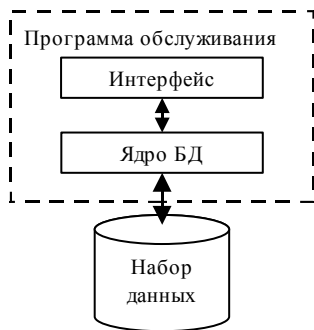 Программа обслуживания
Интерфейс
Ядро БД
Набор
данных